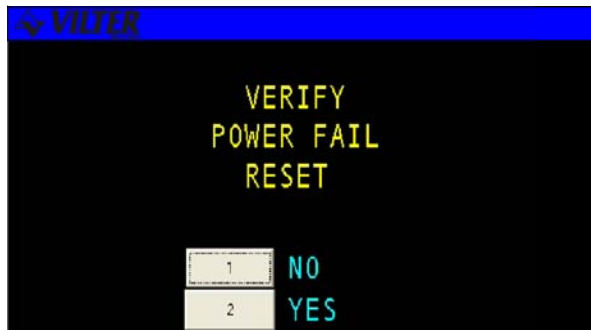 VILTER
VERIFY
POWER FAIL
RESET
1 NO
2 YES